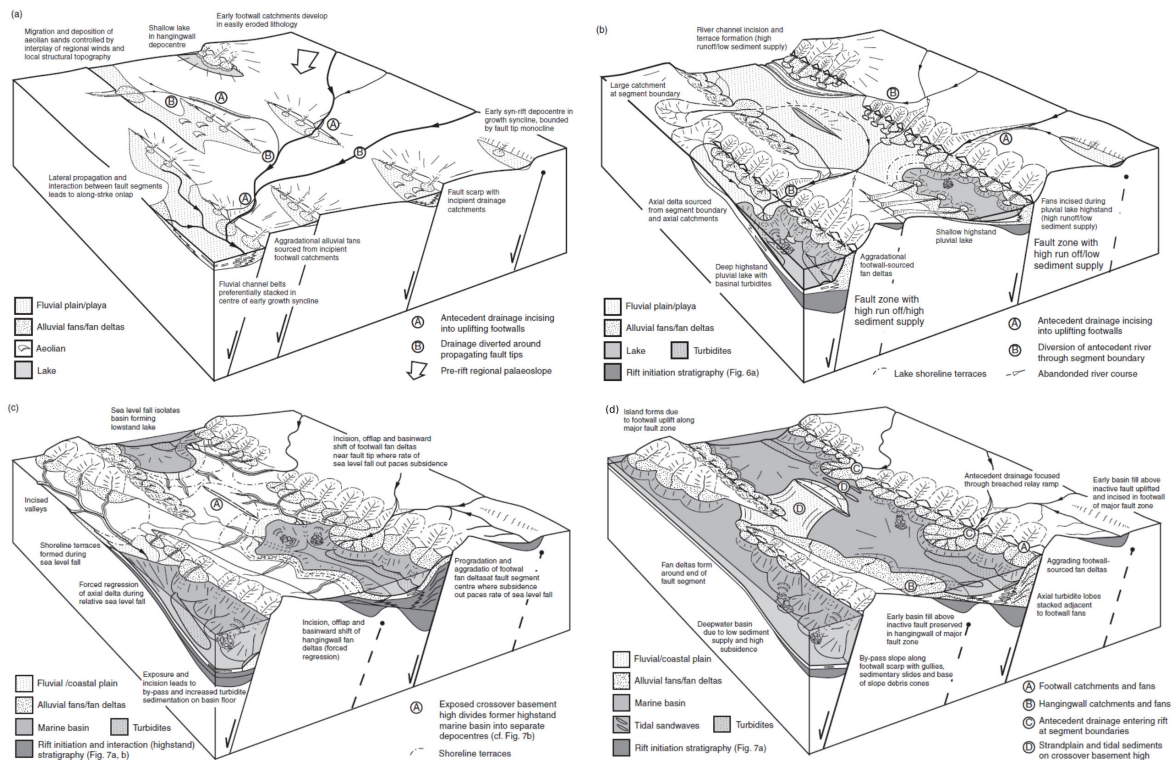 (a)
Early footwall catchments develop
in easily eroded lithology
Migration and deposition of
aeolian sands controlled by
interplay of regional winds and
local structural topography
Shallow lake
in hangingwall
depocentre
Early syn-rift depocentre in
growth syncline, bounded
by fault tip monocline
A
B
A
B
B
A
Lateral propagation and
interaction between fault segments
leads to along-strike onlap
Fault scarp with
incipient drainage
catchments
Aggradational alluvial fans
sourced from incipient
footwall catchments
Fluvial channel belts
preferentially stacked in
centre of early growth syncline
Fluvial plain/playa
Alluvial fans/fan deltas
Aeolian
Lake
A Antecedent drainage incising
into uplifting footwalls
B Drainage diverted around
propagating fault tips
Pre-rift regional palaeoslope
(b)
River channel incision and
terrace formation (high
runoff/low sediment supply)
Large catchment
at segment boundary
B
A
B
Axial delta sourced
from segment boundary
and axial catchments
Fans incised during
pluvial lake highstand
(high runoff/low
sediment supply)
Shallow highstand
pluvial lake
Aggradational
footwall-sourced
fan deltas
Deep highstand
pluvial lake with
basinal turbidites
Fault zone with
high run off/low
sediment supply
Fault zone with
high run off/high
sediment supply
Fluvial plain/playa
Alluvial fans/fan deltas
Lake
Turbidites
Rift initiation stratigraphy (Fig. 6a)
Lake shoreline terraces
A Antecedent drainage incising
into uplifting footwalls
B Diversion of antecedent river
through segment boundary
Abandonded river course
(c)
Sea level fall isolates
basin forming
lowstand lake
Incision, offlap and basinward
shift of footwall fan deltas
near fault tip where rate of
sea level fall out paces subsidence
Incised
valleys
A
Shoreline terraces
formed during
sea level fall
Forced regression
of axial delta during
relative sea level fall
Progradation and
aggradatio of footwal
fan deltasat fault segment
centre where subsidence
out paces rate of sea level fall
Incision, offlap and
basinward shift of
hangingwall fan
deltas (forced
regression)
Exposure and
incision leads to
by-pass and increased turbidite
sedimentation on basin floor
Fluvial /coastal plain
Alluvial fans/fan deltas
Marine basin
Turbidites
Rift initiation and interaction (highstand)
stratigraphy (Fig. 7a, b)
A Exposed crossover basement
high divides former highstand
marine basin into separate
depocentres (cf. Fig. 7b)
Shoreline terraces
(d)
Island forms due
to footwall uplift along
major fault zone
Antecedent drainage focused
through breached relay ramp
Early basin fill above
inactive fault uplifted
and incised in footwall
of major fault zone
C
D
D
C
A
B
Fan deltas form
around end of
fault segment
Aggrading footwall-
sourced fan deltas
Axial turbidite lobes
stacked adjacent
to footwall fans
Deepwater basin
due to low sediment
supply and high
subsidence
Early basin fill above
inactive fault preserved
in hangingwall of major
fault zone
By-pass slope along
footwall scarp with gullies,
sedimentary slides and base
of slope debris cones
Fluvial/coastal plain
Alluvial fans/fan deltas
Marine basin
Tidal sandwaves
Turbidites
Rift initiation stratigraphy (Fig. 7a)
A Footwall catchments and fans
B Hangingwall catchments and fans
C Antecedent drainage entering rift
at segment boundaries
D Strandplain and tidal sediments
on crossover basement high